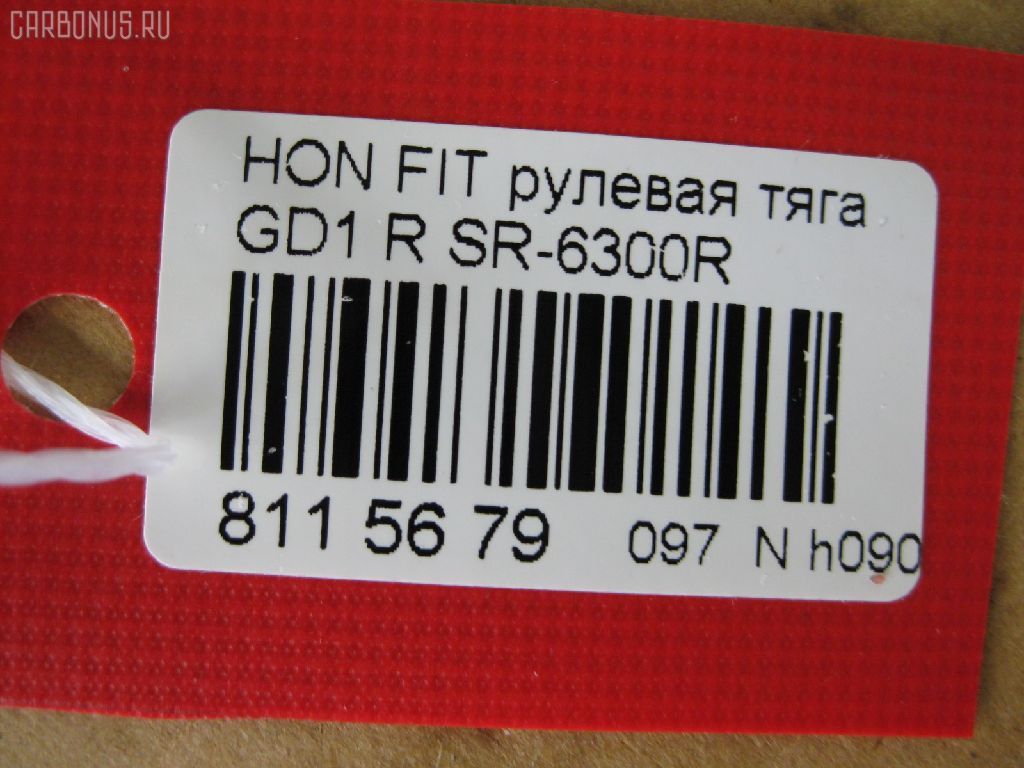 CARBONUS.RU
HON FIT рулевая тяга
GD1 R SR-6300R
811 56 79 097 N h090